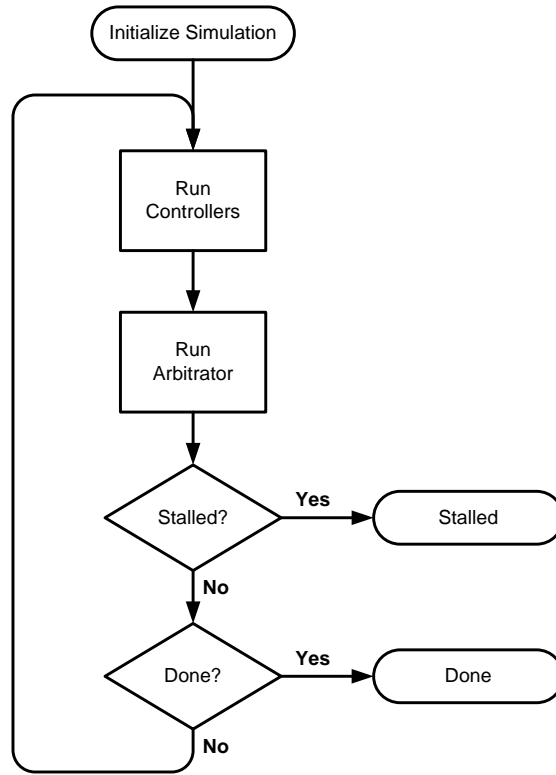 Initialize Simulation
Run
Controllers
Run
Arbitrator
Stalled?
Yes
Stalled
No
Done?
Yes
Done
No